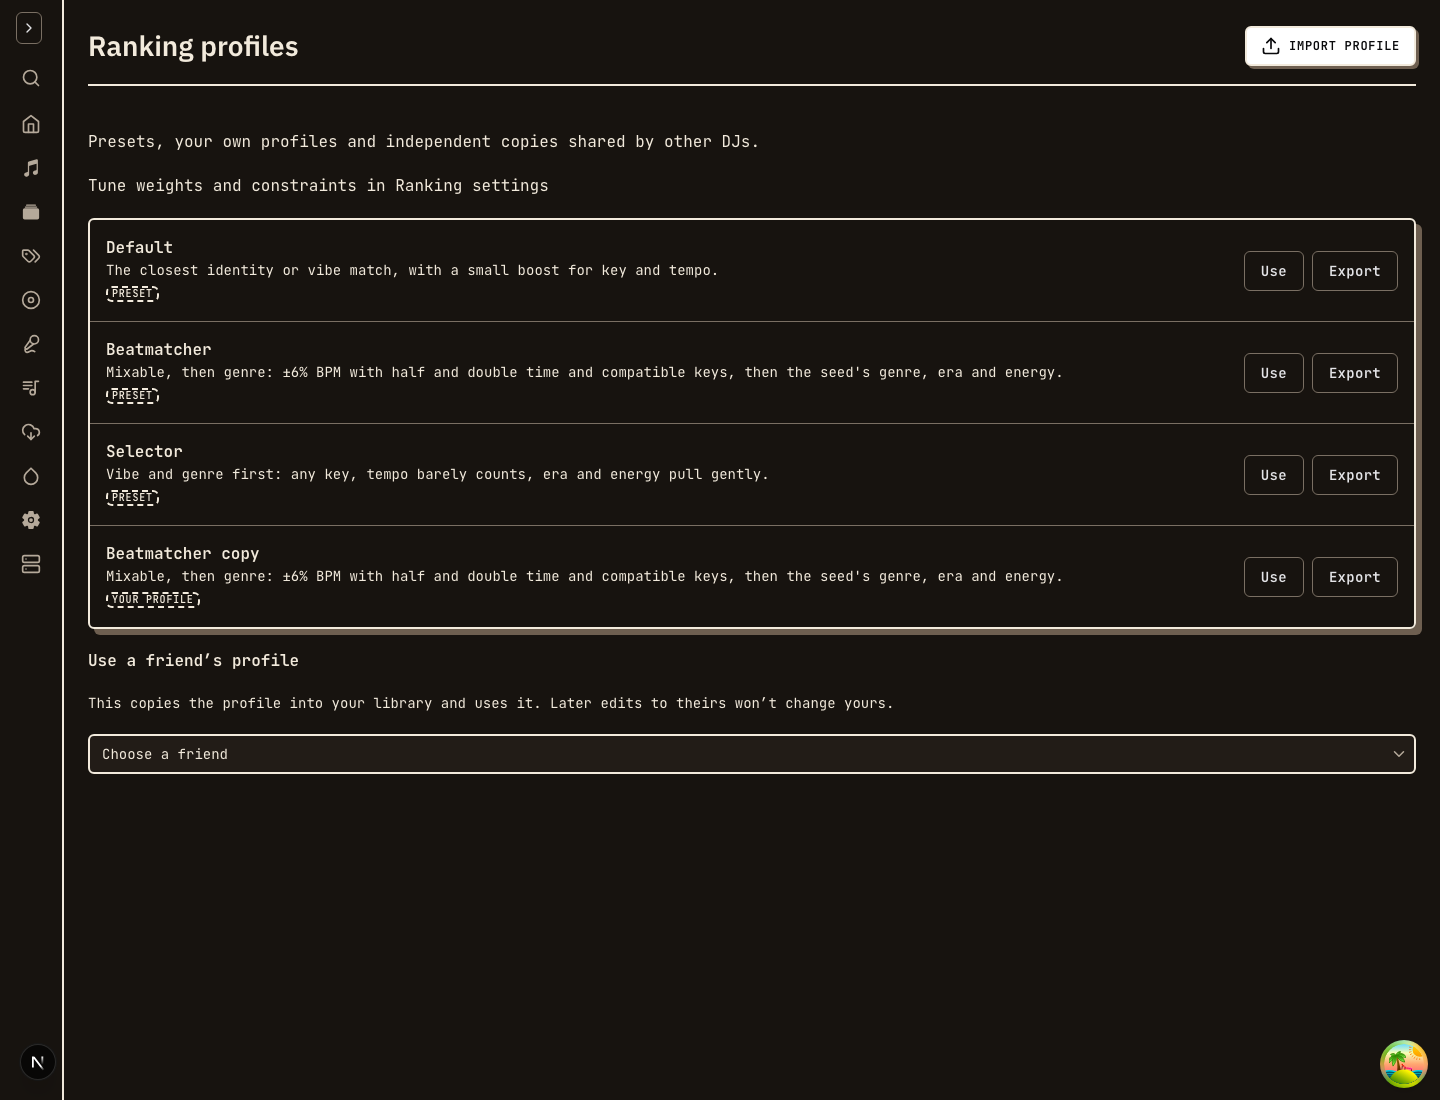 Ranking profiles
IMPORT PROFILE
Presets, your own profiles and independent copies shared by other DJs.
Tune weights and constraints in Ranking settings
Default
The closest identity or vibe match, with a small boost for key and tempo.
PRESET
Use
Export
Beatmatcher
Mixable, then genre: ±6% BPM with half and double time and compatible keys, then the seed's genre, era and energy.
PRESET
Use
Export
Selector
Vibe and genre first: any key, tempo barely counts, era and energy pull gently.
PRESET
Use
Export
Beatmatcher copy
Mixable, then genre: ±6% BPM with half and double time and compatible keys, then the seed's genre, era and energy.
YOUR PROFILE
Use
Export
Use a friend’s profile
This copies the profile into your library and uses it. Later edits to theirs won’t change yours.
Choose a friend
N